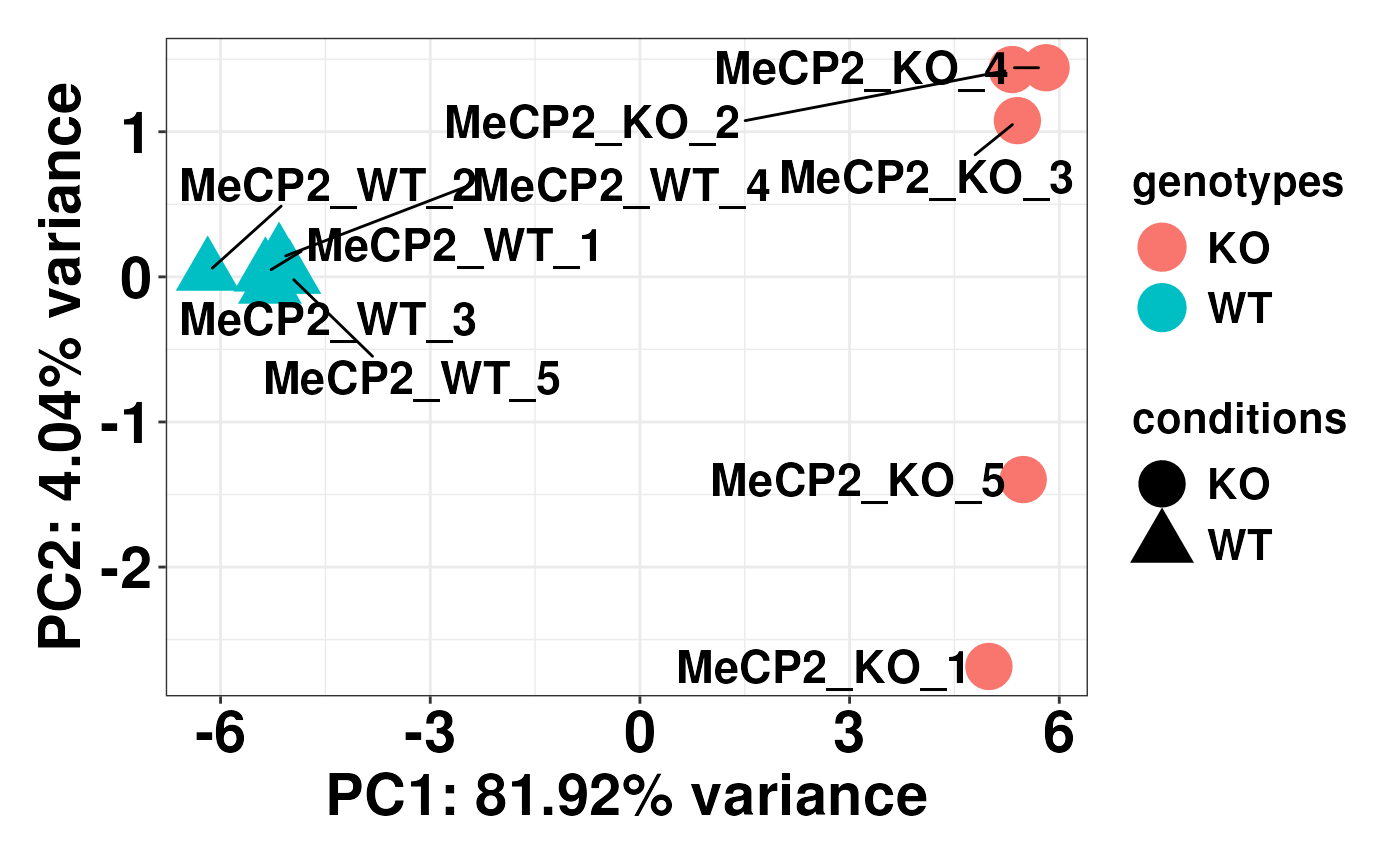 MeCP2_KO_4
MeCP2_KO_2
MeCP2_KO_3
MeCP2_WT_2
MeCP2_WT_4
MeCP2_WT_1
MeCP2_WT_3
MeCP2_WT_5
MeCP2_KO_5
MeCP2_KO_1
1
0
-1
-2
PC2: 4.04% variance
-6 -3 0 3 6
PC1: 81.92% variance
genotypes
KO
WT
conditions
KO
WT